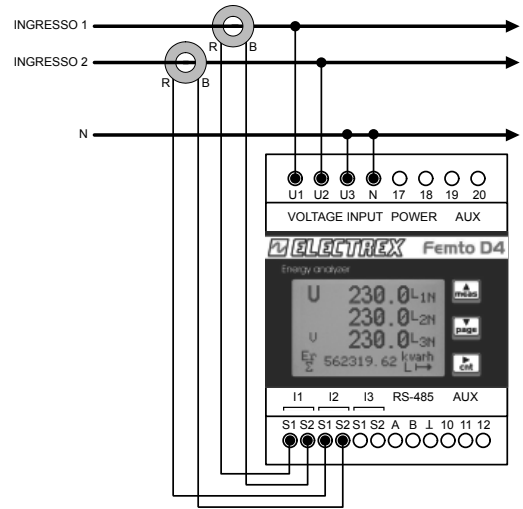 INGRESSO 1
R B
INGRESSO 2
R B
N
U1 U2 U3 N 17 18 19 20
VOLTAGE INPUT POWER AUX
ELECTREX Femto D4
Energy analyzer
U 230.0 L1N
230.0 L2N
U 230.0 L3N
Er Σ 562319.62 kvarh L
meas
page
cnt
I1 I2 I3 RS-485 AUX
S1 S2 S1 S2 S1 S2 A B ⊥ 10 11 12